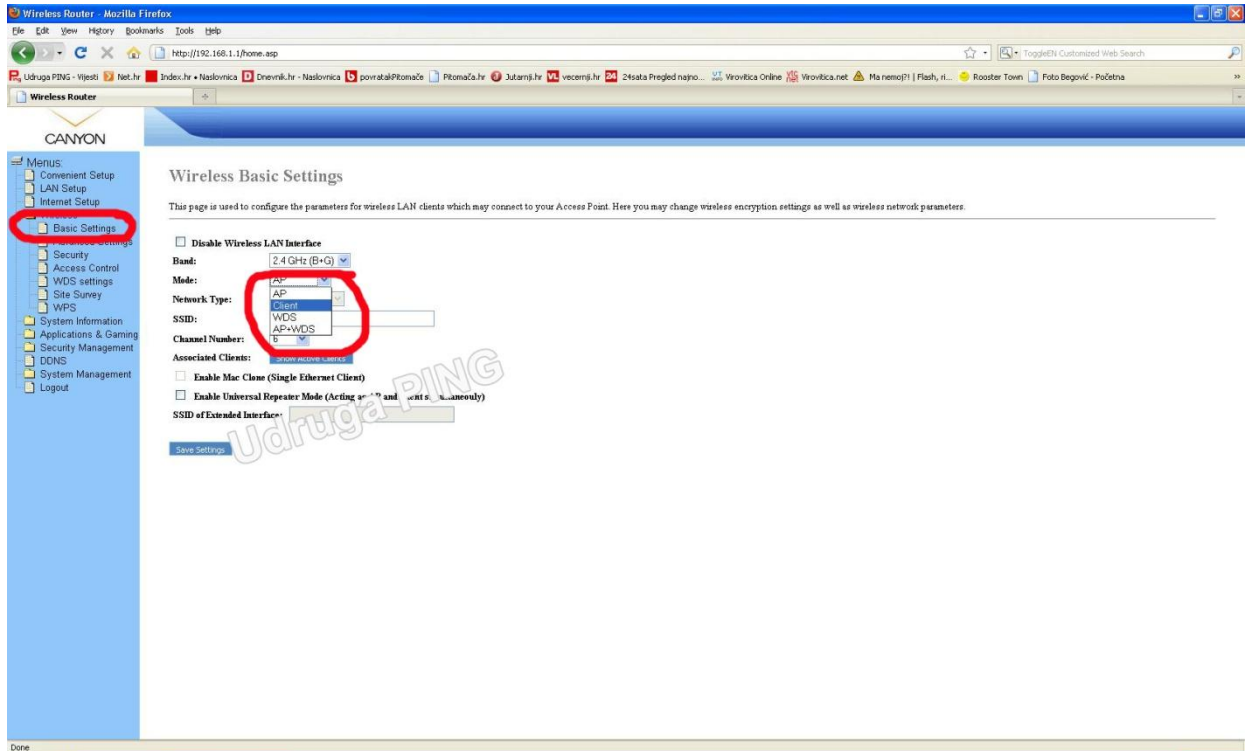 Wireless Router - Mozilla Firefox
File Edit View History Bookmarks Tools Help
http://192.168.1.1/home.asp ToggleEN Customized Web Search
Udruga PING - Vijesti Net.hr Index.hr • Naslovnica Dnevnik.hr - Naslovnica povratakPitomače Pitomača.hr Jutarnji.hr vecernji.hr 24sata Pregled najno... Virovitica Online Virovitica.net Ma nemoj?! | Flash, ri... Rooster Town Foto Begović - Početna »
Wireless Router
CANYON
Menus:
Convenient Setup
LAN Setup
Internet Setup
Wireless
Basic Settings
Advanced Settings
Security
Access Control
WDS settings
Site Survey
WPS
System Information
Applications & Gaming
Security Management
DDNS
System Management
Logout
Wireless Basic Settings
This page is used to configure the parameters for wireless LAN clients which may connect to your Access Point. Here you may change wireless encryption settings as well as wireless network parameters.
Disable Wireless LAN Interface
Band: 2.4 GHz (B+G)
Mode: AP
AP
Client
WDS
AP+WDS
Network Type:
SSID:
Channel Number: 6
Associated Clients: Show Active Clients
Enable Mac Clone (Single Ethernet Client)
Enable Universal Repeater Mode (Acting as AP and client simultaneouly)
SSID of Extended Interface:
Save Settings
Udruga PING
Done